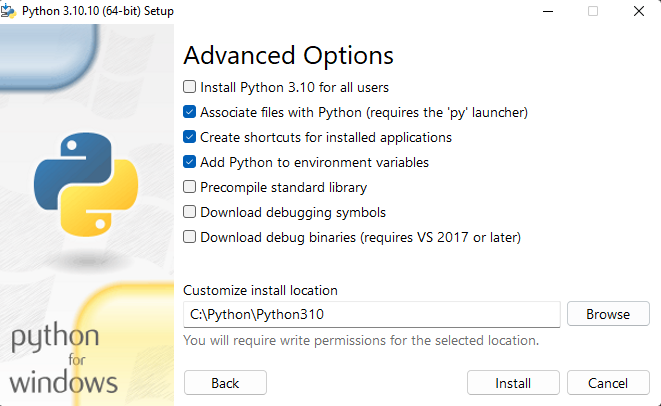 Python 3.10.10 (64-bit) Setup
Advanced Options
Install Python 3.10 for all users
Associate files with Python (requires the 'py' launcher)
Create shortcuts for installed applications
Add Python to environment variables
Precompile standard library
Download debugging symbols
Download debug binaries (requires VS 2017 or later)
Customize install location
C:\Python\Python310
Browse
You will require write permissions for the selected location.
python
for
windows
Back
Install
Cancel